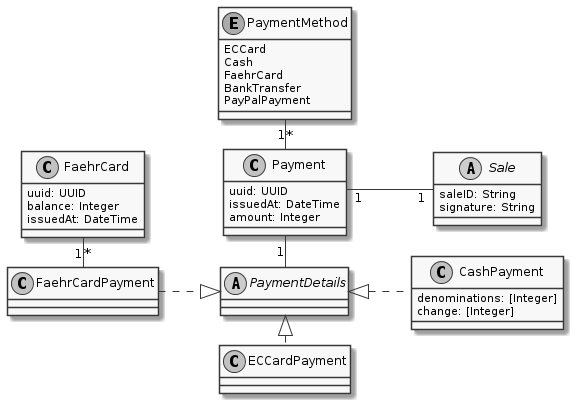 E PaymentMethod
ECCard
Cash
FaehrCard
BankTransfer
PayPalPayment
1*
C FaehrCard
uuid: UUID
balance: Integer
issuedAt: DateTime
C Payment
uuid: UUID
issuedAt: DateTime
amount: Integer
1
1
A Sale
saleID: String
signature: String
1*
1
C FaehrCardPayment
A PaymentDetails
C CashPayment
denominations: [Integer]
change: [Integer]
C ECCardPayment